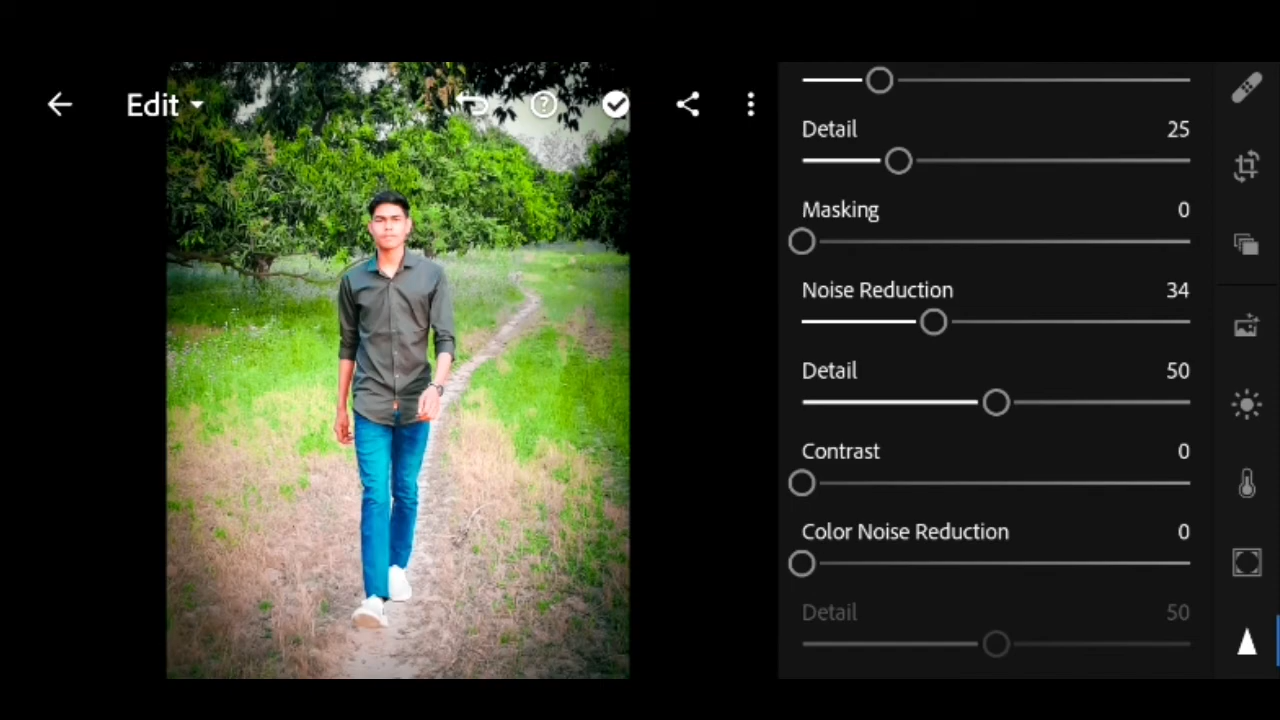 Edit
Detail 25
Masking 0
Noise Reduction 34
Detail 50
Contrast 0
Color Noise Reduction 0
Detail 50